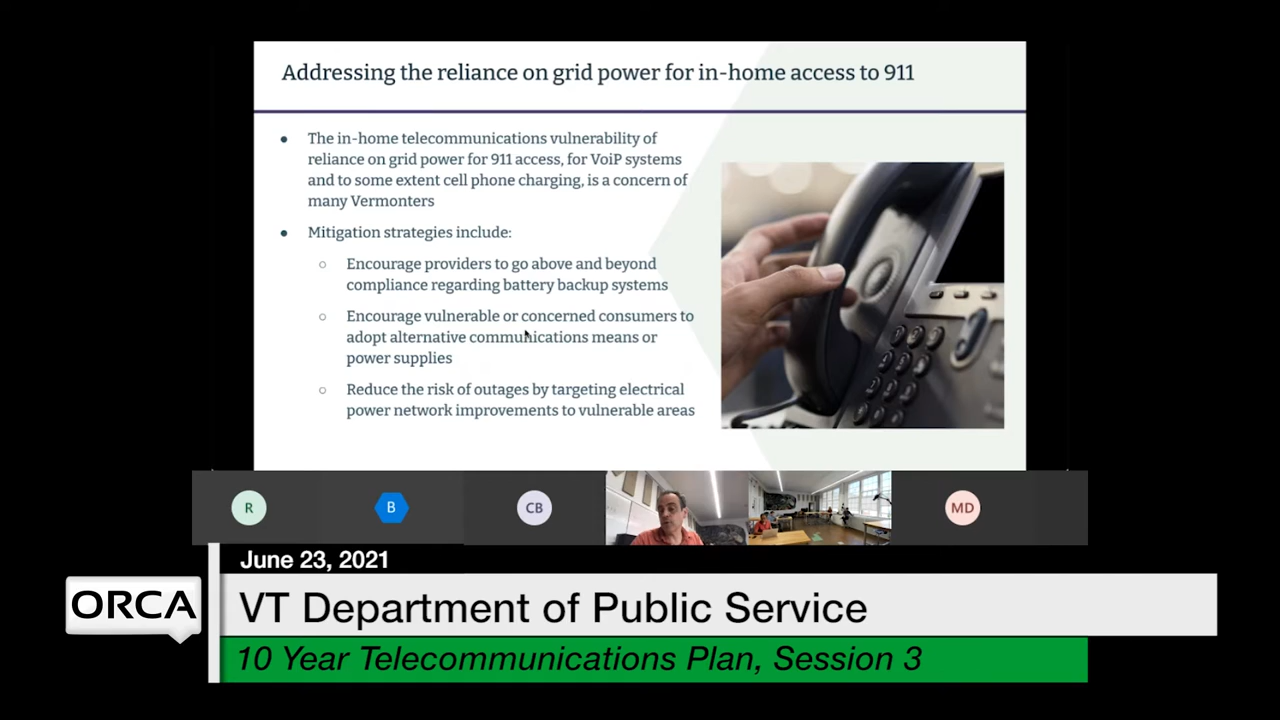 Addressing the reliance on grid power for in-home access to 911
● The in-home telecommunications vulnerability of
reliance on grid power for 911 access, for VoiP systems
and to some extent cell phone charging, is a concern of
many Vermonters
● Mitigation strategies include:
○ Encourage providers to go above and beyond
compliance regarding battery backup systems
○ Encourage vulnerable or concerned consumers to
adopt alternative communications means or
power supplies
○ Reduce the risk of outages by targeting electrical
power network improvements to vulnerable areas
R
B
CB
MD
June 23, 2021
ORCA
VT Department of Public Service
10 Year Telecommunications Plan, Session 3